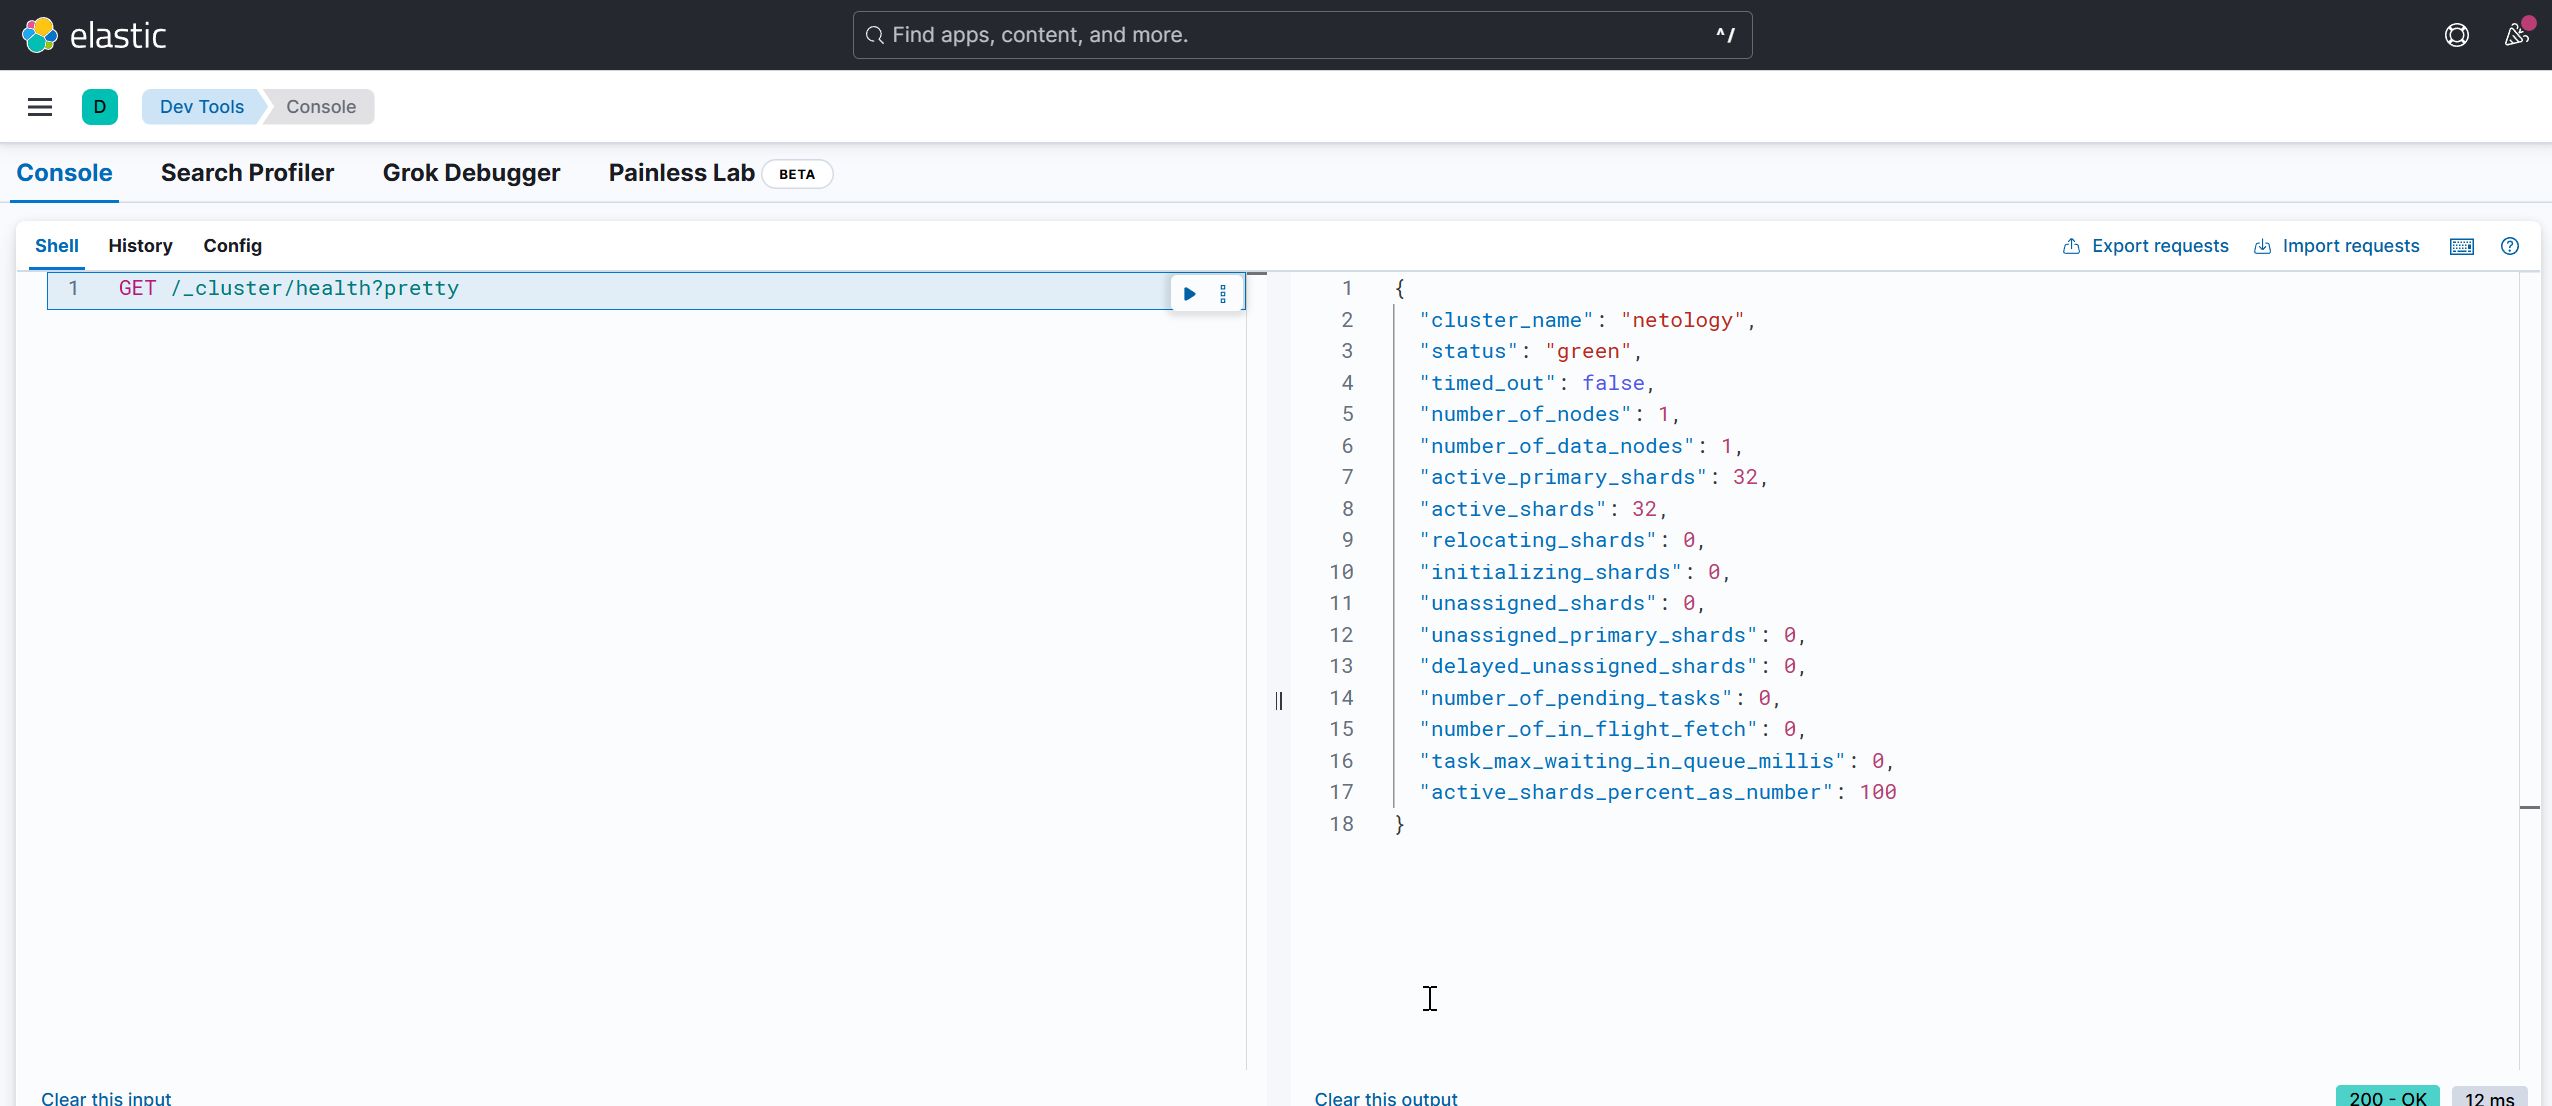 elastic
Find apps, content, and more.
^/
D
Dev Tools
Console
Console
Search Profiler
Grok Debugger
Painless Lab
BETA
Shell
History
Config
Export requests
Import requests
1 GET /_cluster/health?pretty
1 {
2 "cluster_name": "netology",
3 "status": "green",
4 "timed_out": false,
5 "number_of_nodes": 1,
6 "number_of_data_nodes": 1,
7 "active_primary_shards": 32,
8 "active_shards": 32,
9 "relocating_shards": 0,
10 "initializing_shards": 0,
11 "unassigned_shards": 0,
12 "unassigned_primary_shards": 0,
13 "delayed_unassigned_shards": 0,
14 "number_of_pending_tasks": 0,
15 "number_of_in_flight_fetch": 0,
16 "task_max_waiting_in_queue_millis": 0,
17 "active_shards_percent_as_number": 100
18 }
Clear this input
Clear this output
200 - OK
12 ms